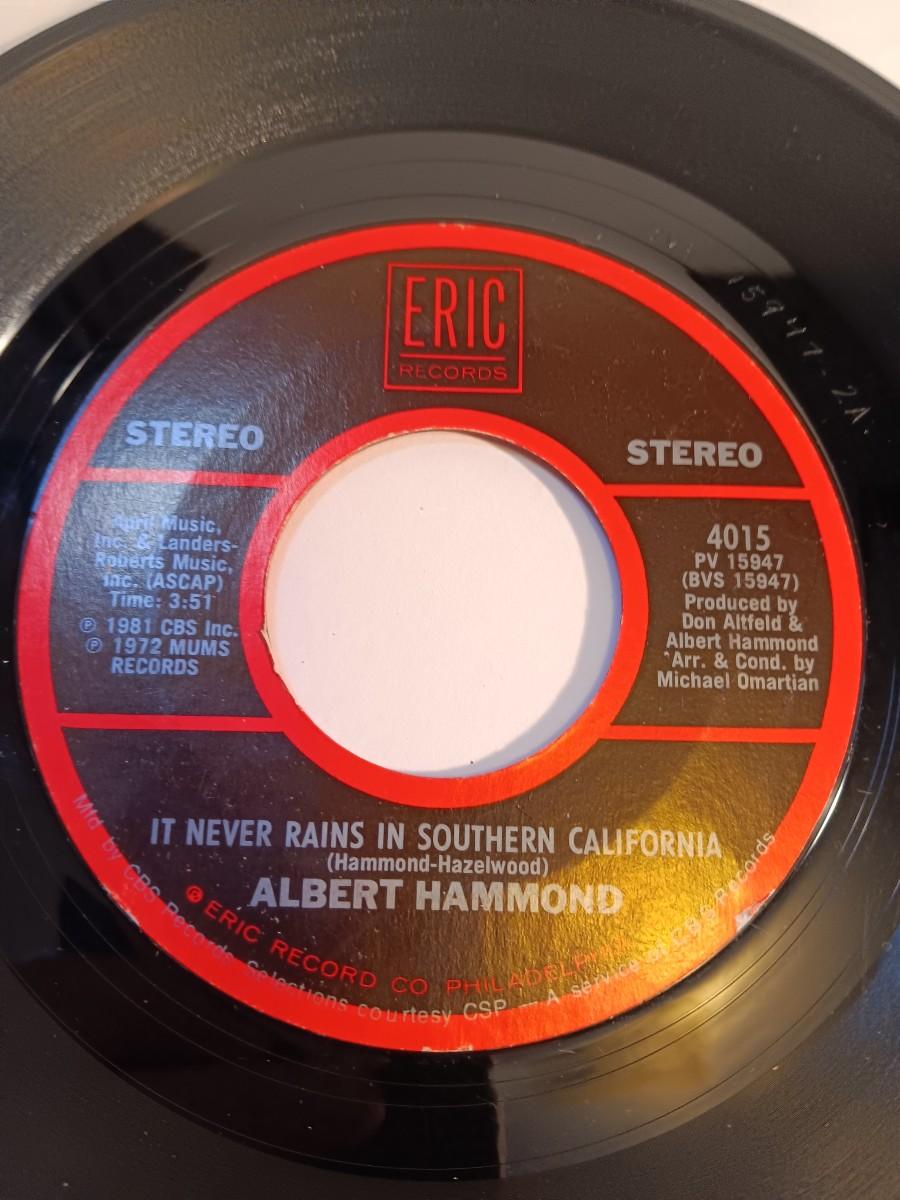 ERIC
RECORDS
STEREO
STEREO
April Music,
Inc. & Landers-
Roberts Music,
Inc. (ASCAP)
Time: 3:51
℗ 1981 CBS Inc.
℗ 1972 MUMS
RECORDS
4015
PV 15947
(BVS 15947)
Produced by
Don Altfeld &
Albert Hammond
Arr. & Cond. by
Michael Omartian
IT NEVER RAINS IN SOUTHERN CALIFORNIA
(Hammond-Hazelwood)
ALBERT HAMMOND
® ERIC RECORD CO PHILADELPHIA
Mfd by CBS Records Selections courtesy CSP - A service of CBS Records
15947-2A.